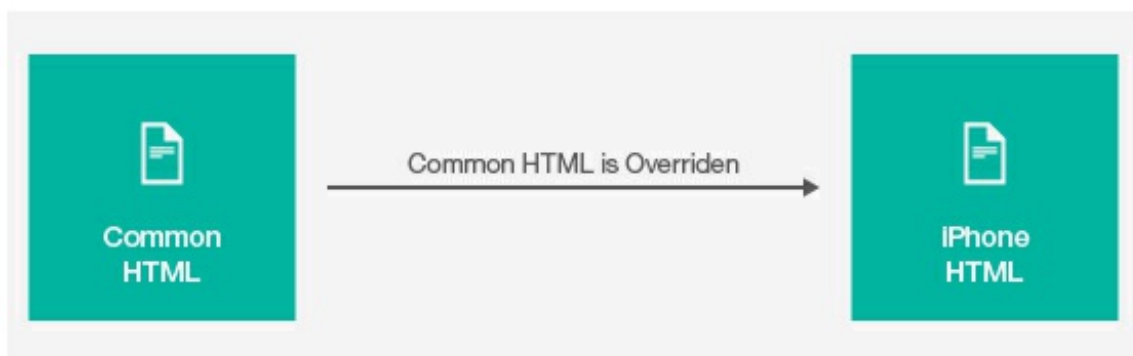 Common
HTML
Common HTML is Overriden
iPhone
HTML